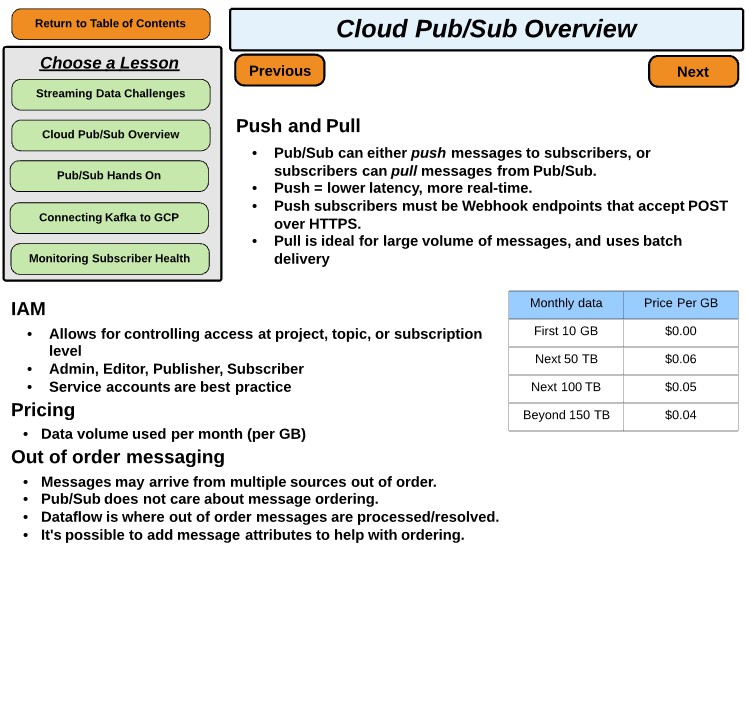 Return to Table of Contents
Cloud Pub/Sub Overview
Choose a Lesson
Streaming Data Challenges
Cloud Pub/Sub Overview
Pub/Sub Hands On
Connecting Kafka to GCP
Monitoring Subscriber Health
Previous
Next
Push and Pull
• Pub/Sub can either push messages to subscribers, or
subscribers can pull messages from Pub/Sub.
• Push = lower latency, more real-time.
• Push subscribers must be Webhook endpoints that accept POST
over HTTPS.
• Pull is ideal for large volume of messages, and uses batch
delivery
IAM
• Allows for controlling access at project, topic, or subscription
level
• Admin, Editor, Publisher, Subscriber
• Service accounts are best practice
Pricing
• Data volume used per month (per GB)
Monthly data Price Per GB
First 10 GB $0.00
Next 50 TB $0.06
Next 100 TB $0.05
Beyond 150 TB $0.04
Out of order messaging
• Messages may arrive from multiple sources out of order.
• Pub/Sub does not care about message ordering.
• Dataflow is where out of order messages are processed/resolved.
• It's possible to add message attributes to help with ordering.